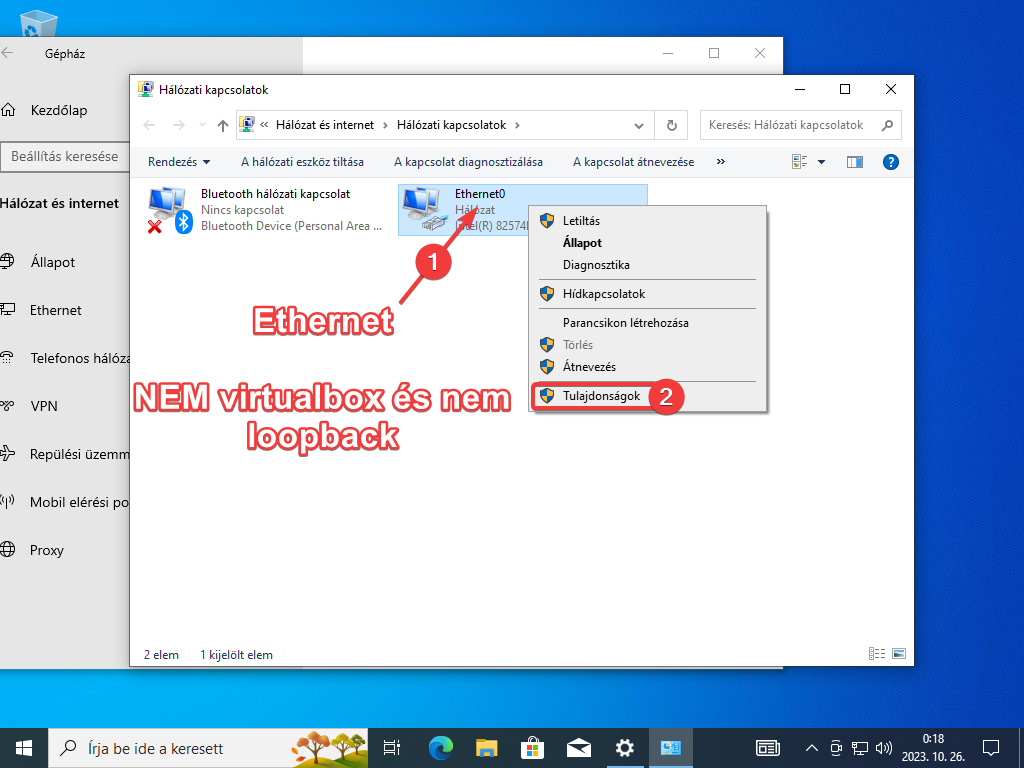 Gépház
Hálózati kapcsolatok
Kezdőlap
« Hálózat és internet > Hálózati kapcsolatok >
Keresés: Hálózati kapcsolatok
Beállítás keresése
Rendezés
A hálózati eszköz tiltása
A kapcsolat diagnosztizálása
A kapcsolat átnevezése
»
Hálózat és internet
Bluetooth hálózati kapcsolat
Nincs kapcsolat
Bluetooth Device (Personal Area ...
Ethernet0
Hálózat
Intel(R) 82574
Letiltás
Állapot
Diagnosztika
Hídkapcsolatok
Parancsikon létrehozása
Törlés
Átnevezés
Tulajdonságok
1
2
Ethernet
NEM virtualbox és nem
loopback
Állapot
Ethernet
Telefonos hálóza
VPN
Repülési üzemm
Mobil elérési po
Proxy
2 elem
1 kijelölt elem
Írja be ide a keresett
0:18
2023. 10. 26.